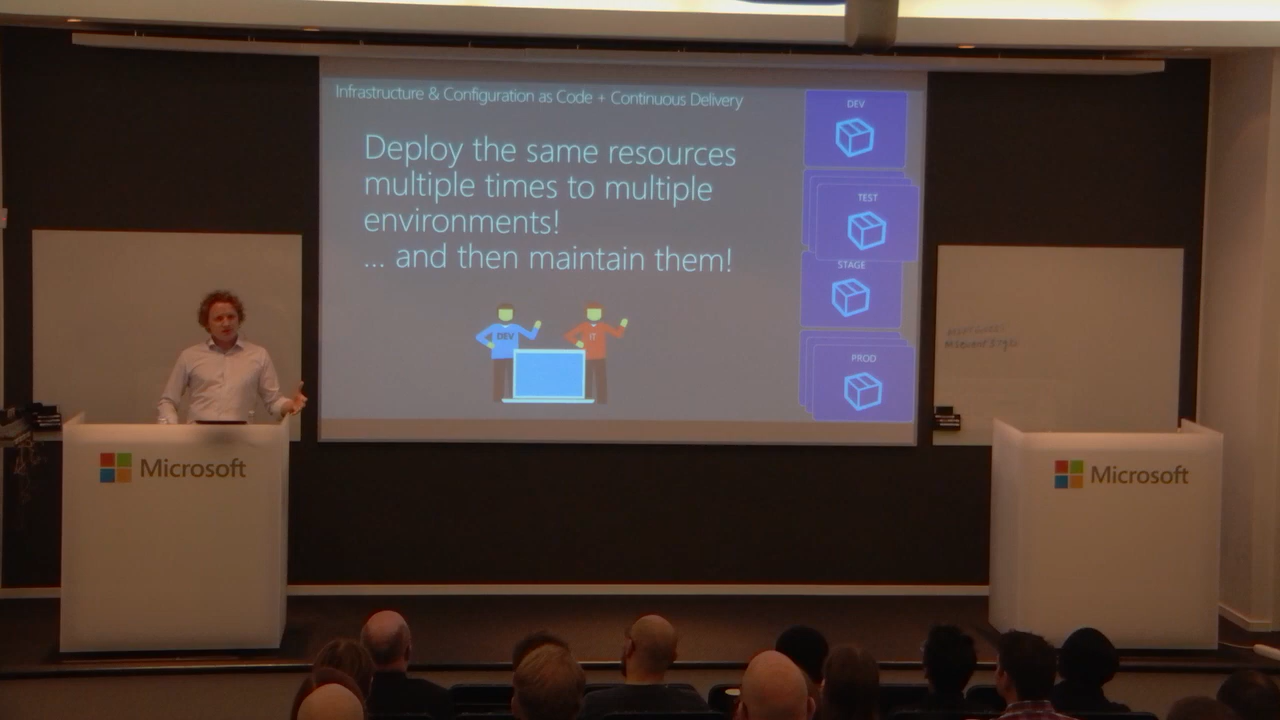 Infrastructure & Configuration as Code + Continuous Delivery
Deploy the same resources
multiple times to multiple
environments!
... and then maintain them!
DEV
IT
DEV
TEST
STAGE
PROD
Microsoft
Microsoft